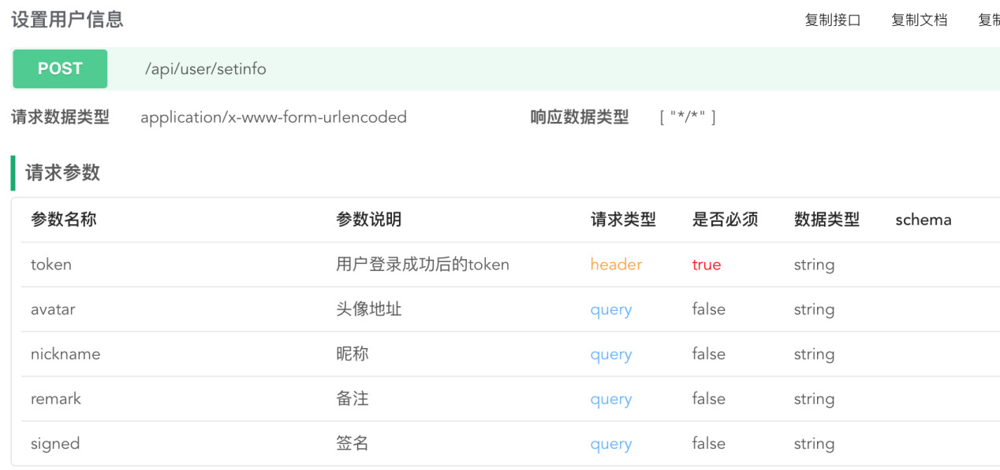 设置用户信息 复制接口 复制文档 复制
POST /api/user/setinfo
请求数据类型 application/x-www-form-urlencoded 响应数据类型 [ "*/*" ]
请求参数
参数名称 参数说明 请求类型 是否必须 数据类型 schema
token 用户登录成功后的token header true string
avatar 头像地址 query false string
nickname 昵称 query false string
remark 备注 query false string
signed 签名 query false string